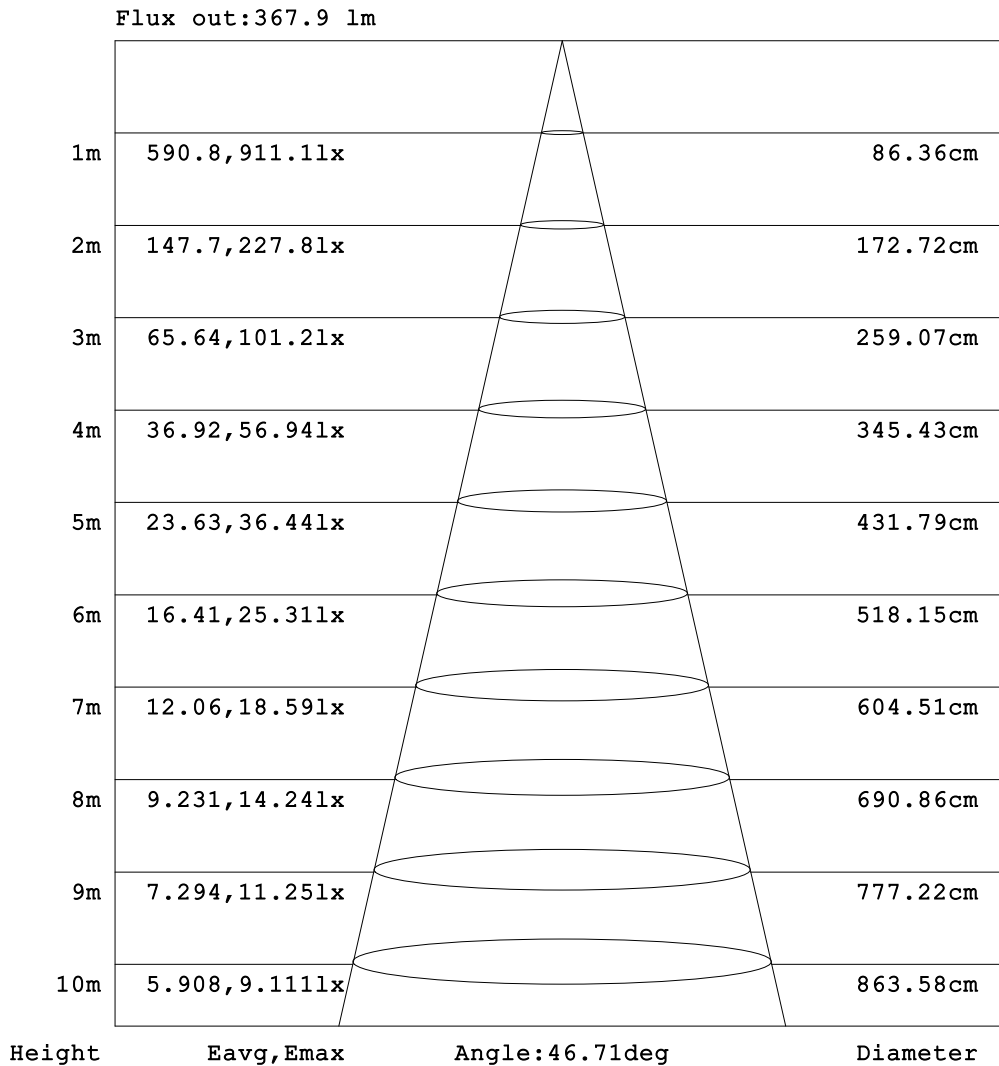 Flux out:367.9 lm
1m 590.8,911.1lx 86.36cm
2m 147.7,227.8lx 172.72cm
3m 65.64,101.2lx 259.07cm
4m 36.92,56.94lx 345.43cm
5m 23.63,36.44lx 431.79cm
6m 16.41,25.31lx 518.15cm
7m 12.06,18.59lx 604.51cm
8m 9.231,14.24lx 690.86cm
9m 7.294,11.25lx 777.22cm
10m 5.908,9.111lx 863.58cm
Height Eavg,Emax Angle:46.71deg Diameter